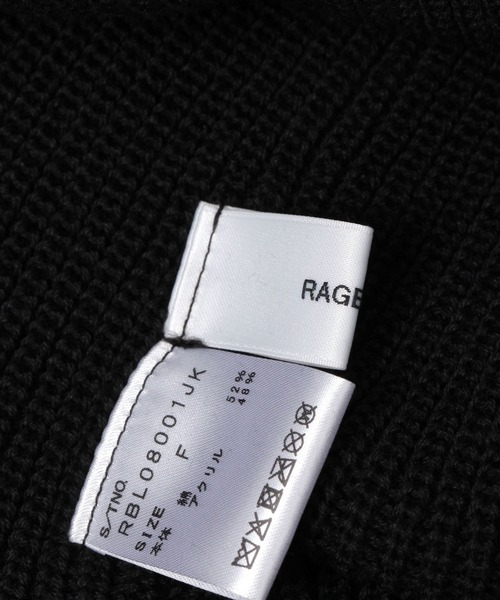 RAGE
S/TNO.
RBL08001JK
SIZE F
本体 綿 52%
アクリル 48%